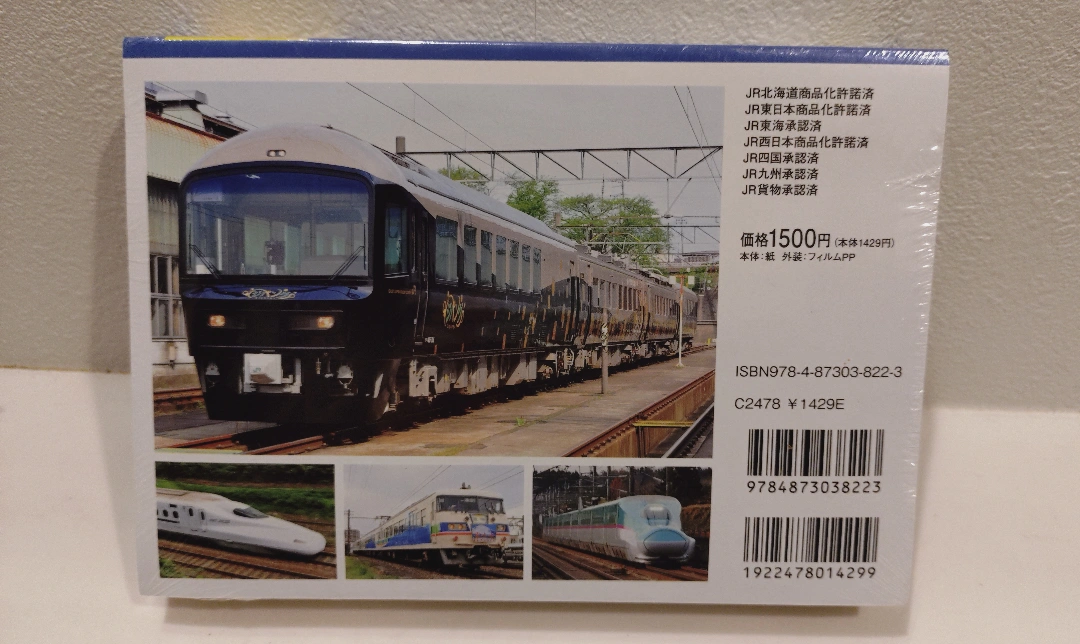 JR北海道商品化許諾済
JR東日本商品化許諾済
JR東海承認済
JR西日本商品化許諾済
JR四国承認済
JR九州承認済
JR貨物承認済
価格1500円（本体1429円）
本体：紙　外装：フィルムPP
ISBN978-4-87303-822-3
C2478 ￥1429E
9784873038223
1922478014299